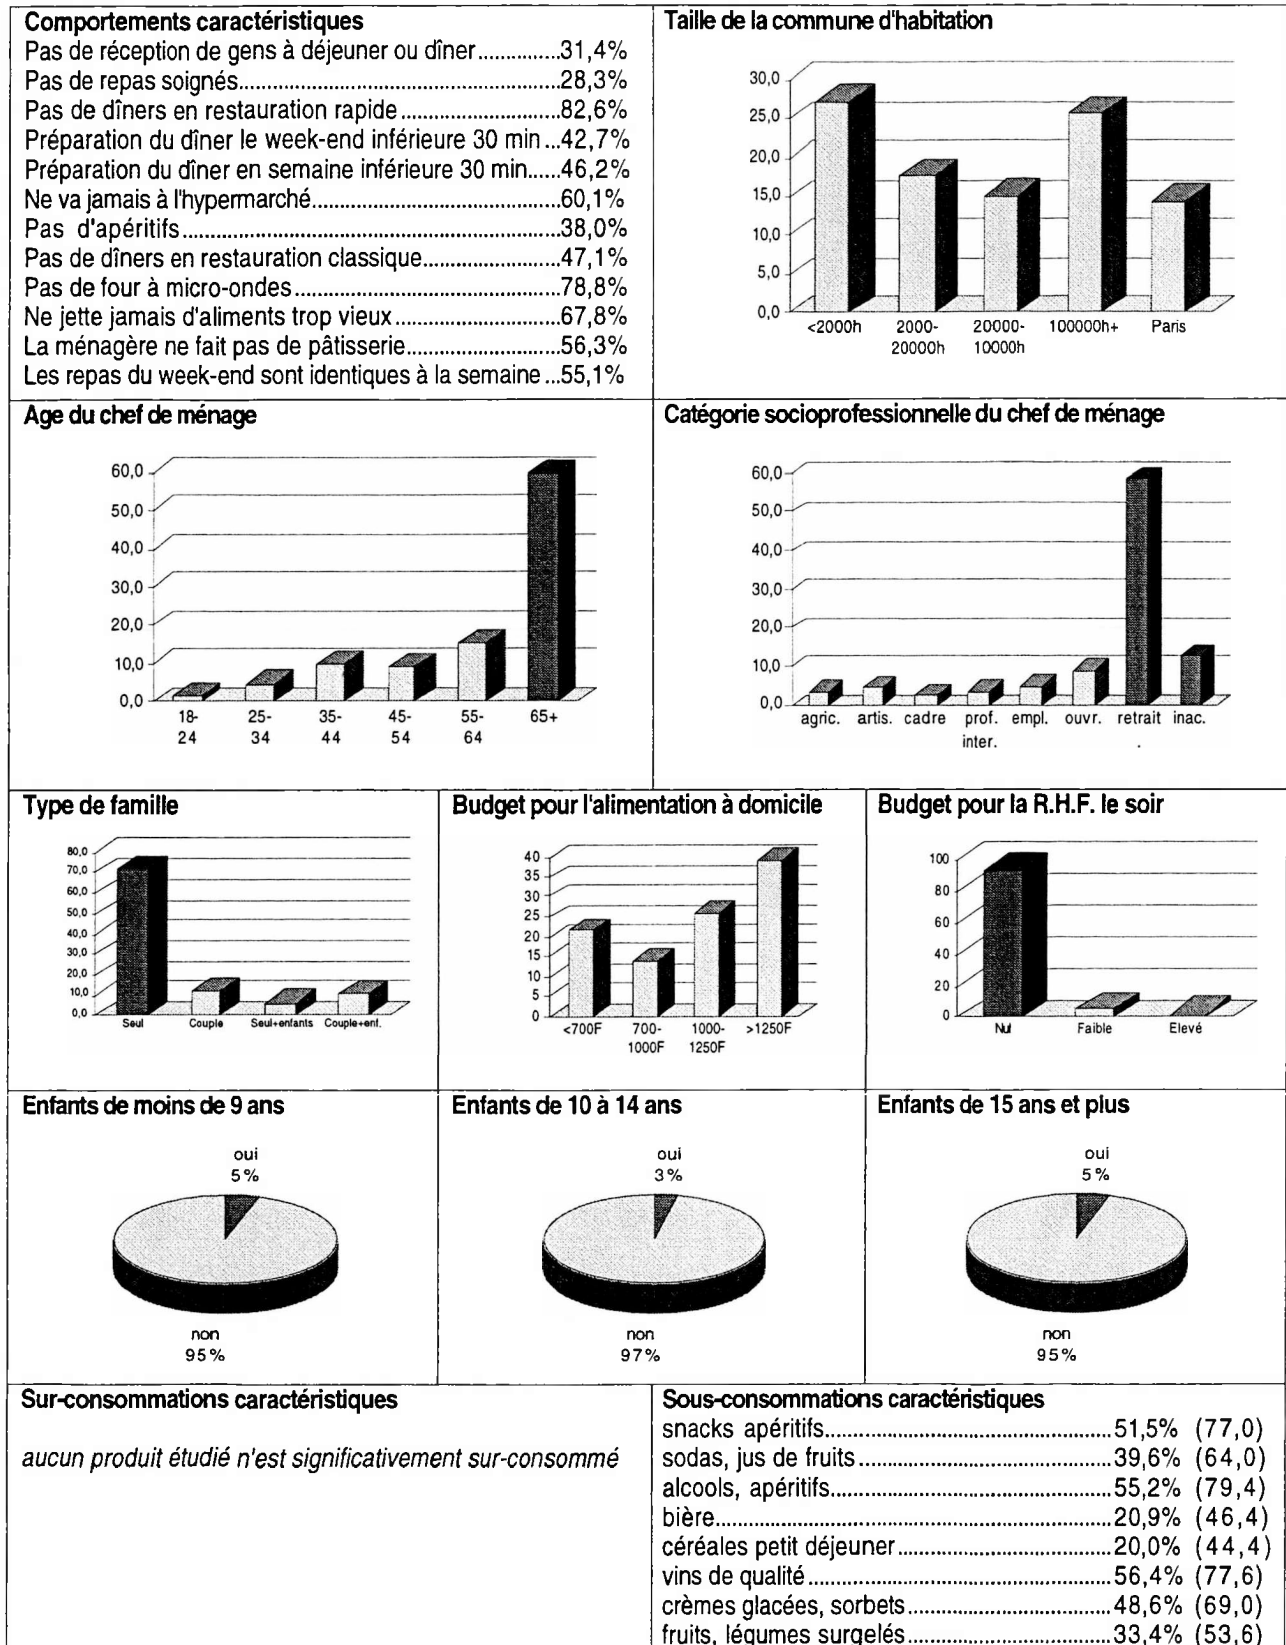 Comportements caractéristiques
Pas de réception de gens à déjeuner ou dîner...............31,4%
Pas de repas soignés...............28,3%
Pas de dîners en restauration rapide...............82,6%
Préparation du dîner le week-end inférieure 30 min...42,7%
Préparation du dîner en semaine inférieure 30 min......46,2%
Ne va jamais à l'hypermarché...............60,1%
Pas d'apéritifs...............38,0%
Pas de dîners en restauration classique...............47,1%
Pas de four à micro-ondes...............78,8%
Ne jette jamais d'aliments trop vieux...............67,8%
La ménagère ne fait pas de pâtisserie...............56,3%
Les repas du week-end sont identiques à la semaine...55,1%
Taille de la commune d'habitation
30,0
25,0
20,0
15,0
10,0
5,0
0,0
<2000h 2000- 20000- 100000h+ Paris
20000h 10000h
Age du chef de ménage
60,0
50,0
40,0
30,0
20,0
10,0
0,0
18- 25- 35- 45- 55- 65+
24 34 44 54 64
Catégorie socioprofessionnelle du chef de ménage
60,0
50,0
40,0
30,0
20,0
10,0
0,0
agric. artis. cadre prof. empl. ouvr. retrait inac.
inter. .
Type de famille
80,0
70,0
60,0
50,0
40,0
30,0
20,0
10,0
0,0
Seul Couple Seul+enfants Couple+enf.
Budget pour l'alimentation à domicile
40
35
30
25
20
15
10
5
0
<700F 700- 1000- >1250F
1000F 1250F
Budget pour la R.H.F. le soir
100
80
60
40
20
0
Nul Faible Elevé
Enfants de moins de 9 ans
oui
5%
non
95%
Enfants de 10 à 14 ans
oui
3%
non
97%
Enfants de 15 ans et plus
oui
5%
non
95%
Sur-consommations caractéristiques
aucun produit étudié n'est significativement sur-consommé
Sous-consommations caractéristiques
snacks apéritifs...............51,5% (77,0)
sodas, jus de fruits...............39,6% (64,0)
alcools, apéritifs...............55,2% (79,4)
bière...............20,9% (46,4)
céréales petit déjeuner...............20,0% (44,4)
vins de qualité...............56,4% (77,6)
crèmes glacées, sorbets...............48,6% (69,0)
fruits, légumes surgelés...............33,4% (53,6)